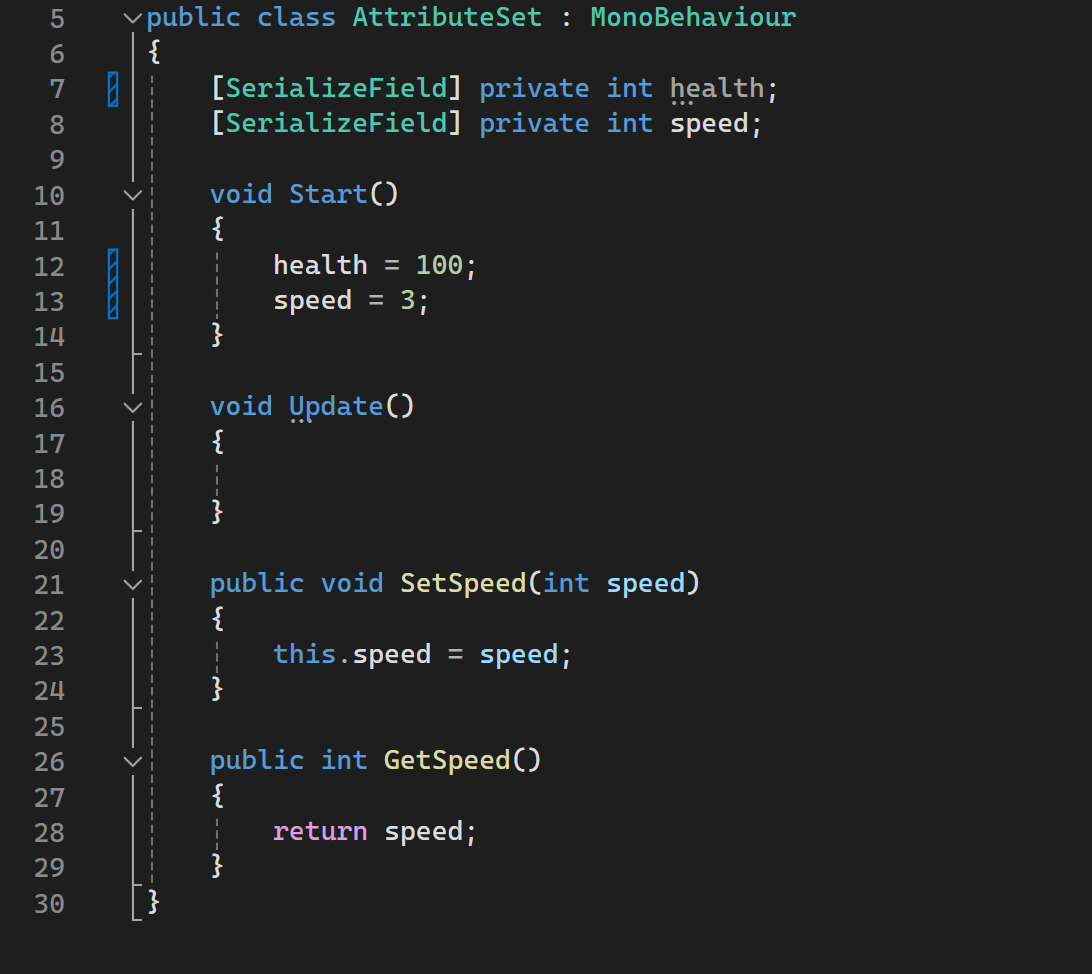 5 public class AttributeSet : MonoBehaviour
6 {
7 [SerializeField] private int health;
8 [SerializeField] private int speed;
9
10 void Start()
11 {
12 health = 100;
13 speed = 3;
14 }
15
16 void Update()
17 {
18
19 }
20
21 public void SetSpeed(int speed)
22 {
23 this.speed = speed;
24 }
25
26 public int GetSpeed()
27 {
28 return speed;
29 }
30 }